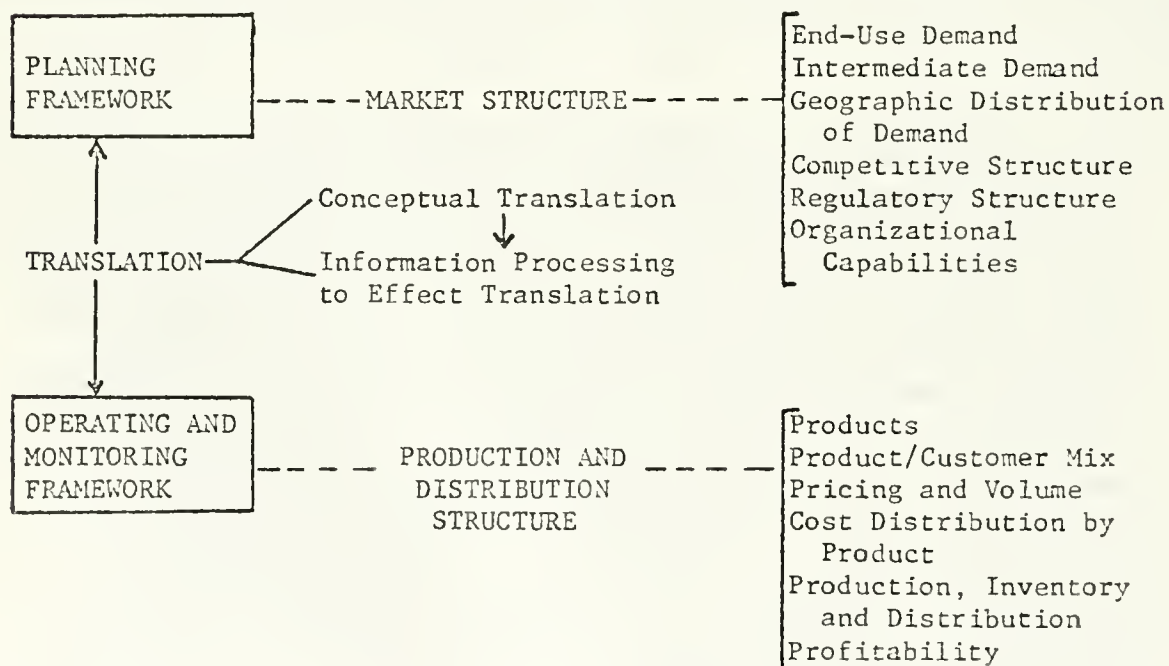 PLANNING
FRAMEWORK
MARKET STRUCTURE
End-Use Demand
Intermediate Demand
Geographic Distribution
of Demand
Competitive Structure
Regulatory Structure
Organizational
Capabilities
TRANSLATION
Conceptual Translation
Information Processing
to Effect Translation
OPERATING AND
MONITORING
FRAMEWORK
PRODUCTION AND
DISTRIBUTION
STRUCTURE
Products
Product/Customer Mix
Pricing and Volume
Cost Distribution by
Product
Production, Inventory
and Distribution
Profitability